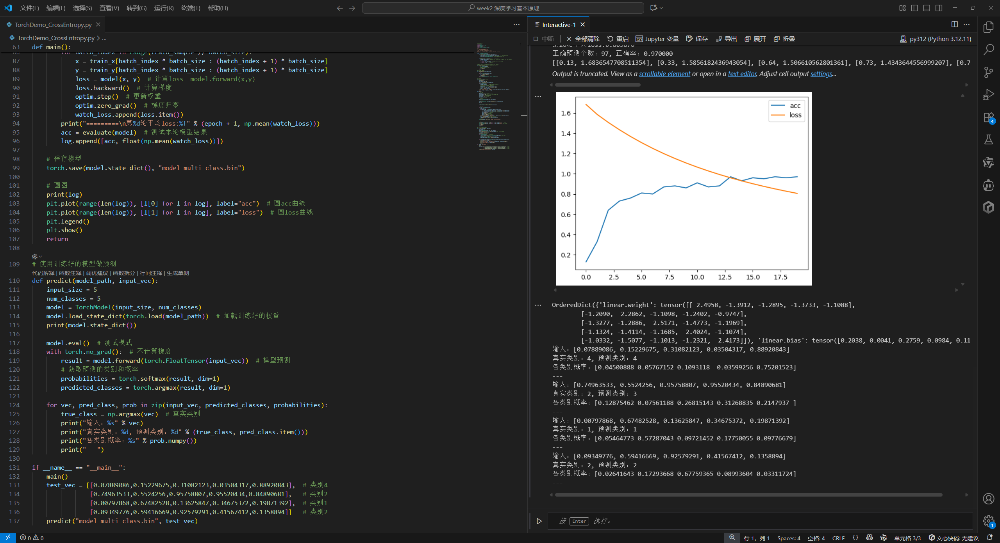 文件(F) 编辑(E) 选择(S) 查看(V) 转到(G) 运行(R) 终端(T) 帮助(H)
week2 深度学习基本原理
TorchDemo_CrossEntropy.py
TorchDemo_CrossEntropy.py > ...
63 def main():
87 x = train_x[batch_index * batch_size : (batch_index + 1) * batch_size]
88 y = train_y[batch_index * batch_size : (batch_index + 1) * batch_size]
89 loss = model(x, y)  # 计算loss  model.forward(x,y)
90 loss.backward()  # 计算梯度
91 optim.step()  # 更新权重
92 optim.zero_grad()  # 梯度归零
93 watch_loss.append(loss.item())
94 print("=========\n第%d轮平均loss:%f" % (epoch + 1, np.mean(watch_loss)))
95 acc = evaluate(model)  # 测试本轮模型结果
96 log.append([acc, float(np.mean(watch_loss))])
97
98 # 保存模型
99 torch.save(model.state_dict(), "model_multi_class.bin")
100
101 # 画图
102 print(log)
103 plt.plot(range(len(log)), [l[0] for l in log], label="acc")  # 画acc曲线
104 plt.plot(range(len(log)), [l[1] for l in log], label="loss")  # 画loss曲线
105 plt.legend()
106 plt.show()
107 return
108
109 # 使用训练好的模型做预测
代码解释 | 函数注释 | 调优建议 | 函数拆分 | 行间注释 | 生成单测
110 def predict(model_path, input_vec):
111 input_size = 5
112 num_classes = 5
113 model = TorchModel(input_size, num_classes)
114 model.load_state_dict(torch.load(model_path))  # 加载训练好的权重
115 print(model.state_dict())
116
117 model.eval()  # 测试模式
118 with torch.no_grad():  # 不计算梯度
119 result = model.forward(torch.FloatTensor(input_vec))  # 模型预测
120 # 获取预测的类别和概率
121 probabilities = torch.softmax(result, dim=1)
122 predicted_classes = torch.argmax(result, dim=1)
123
124 for vec, pred_class, prob in zip(input_vec, predicted_classes, probabilities):
125 true_class = np.argmax(vec)  # 真实类别
126 print("输入：%s" % vec)
127 print("真实类别：%d, 预测类别：%d" % (true_class, pred_class.item()))
128 print("各类别概率：%s" % prob.numpy())
129 print("---")
130
131 if __name__ == "__main__":
132 main()
133 test_vec = [[0.07889086,0.15229675,0.31082123,0.03504317,0.88920843],  # 类别4
134 [0.74963533,0.5524256,0.95758807,0.95520434,0.84890681],   # 类别2
135 [0.00797868,0.67482528,0.13625847,0.34675372,0.19871392],  # 类别1
136 [0.09349776,0.59416669,0.92579291,0.41567412,0.1358894]]   # 类别2
137 predict("model_multi_class.bin", test_vec)
Interactive-1
中断 | 全部清除 重启 Jupyter 变量 保存 导出 展开 折叠 py312 (Python 3.12.11)
正确预测个数：97, 正确率：0.970000
[[0.13, 1.6836547708511354], [0.33, 1.5856182436943054], [0.64, 1.506610562801361], [0.73, 1.4343644556999207], [0.7
Output is truncated. View as a scrollable element or open in a text editor. Adjust cell output settings...
acc
loss
1.6
1.4
1.2
1.0
0.8
0.6
0.4
0.2
0.0 2.5 5.0 7.5 10.0 12.5 15.0 17.5
OrderedDict({'linear.weight': tensor([[ 2.4958, -1.3912, -1.2895, -1.3733, -1.1088],
[-1.2090,  2.2862, -1.1098, -1.2402, -0.9747],
[-1.3277, -1.2886,  2.5171, -1.4773, -1.1969],
[-1.1324, -1.4114, -1.1685,  2.4024, -1.1074],
[-1.0332, -1.5077, -1.1013, -1.2321,  2.4173]]), 'linear.bias': tensor([0.2038, 0.0041, 0.2759, 0.0984, 0.11
输入：[0.07889086, 0.15229675, 0.31082123, 0.03504317, 0.88920843]
真实类别：4, 预测类别：4
各类别概率：[0.04500888 0.05767152 0.1093118  0.03599256 0.75201523]
---
输入：[0.74963533, 0.5524256, 0.95758807, 0.95520434, 0.84890681]
真实类别：2, 预测类别：3
各类别概率：[0.12875462 0.07561188 0.26815143 0.31268835 0.2147937 ]
---
输入：[0.00797868, 0.67482528, 0.13625847, 0.34675372, 0.19871392]
真实类别：1, 预测类别：1
各类别概率：[0.05464773 0.57287043 0.09721452 0.17750055 0.09776679]
---
输入：[0.09349776, 0.59416669, 0.92579291, 0.41567412, 0.1358894]
真实类别：2, 预测类别：2
各类别概率：[0.02641643 0.17293668 0.67759365 0.08993604 0.03311724]
---
按 Enter 执行。
4
1
0 0
行 1，列 1 Spaces: 4 空格: 4 CRLF {} 单元格 3/3 文心快码: 无建议